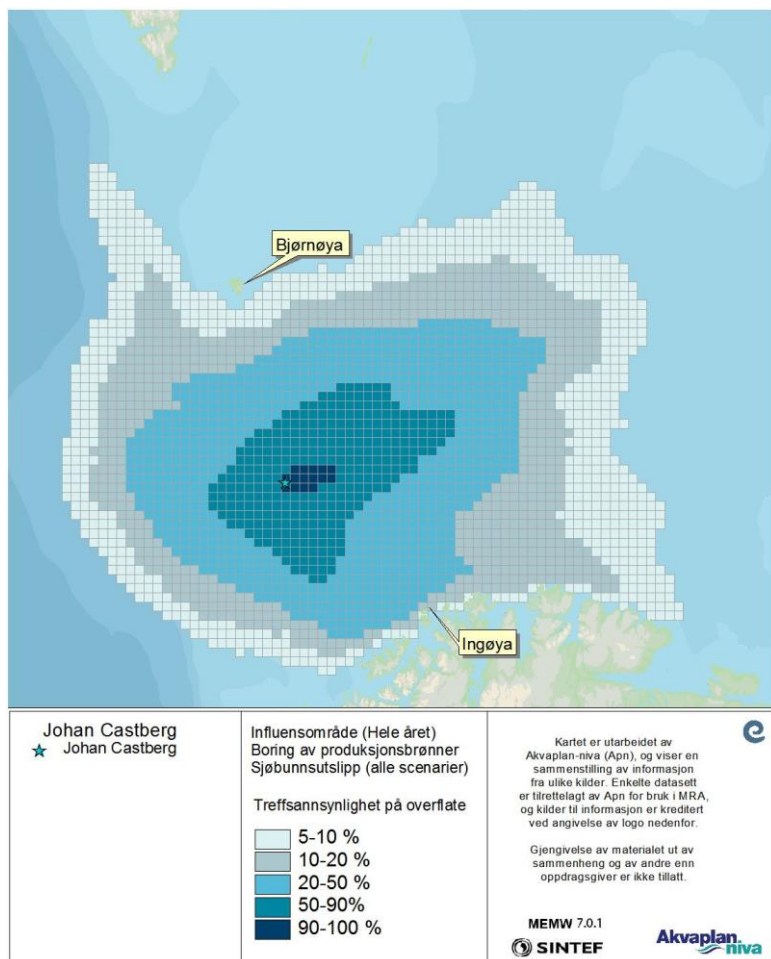 Bjørnøya
Ingøya
Johan Castberg
Johan Castberg
Influensområde (Hele året)
Boring av produksjonsbrønner
Sjøbunnsutslipp (alle scenarier)
Treffsannsynlighet på overflate
5-10 %
10-20 %
20-50 %
50-90%
90-100 %
Kartet er utarbeidet av
Akvaplan-niva (Apn), og viser en
sammenstilling av informasjon
fra ulike kilder. Enkelte datasett
er tilrettelagt av Apn for bruk i MRA,
og kilder til informasjon er kreditert
ved angivelse av logo nedenfor.
Gjengivelse av materialet ut av
sammenheng og av andre enn
oppdragsgiver er ikke tillatt.
MEMW 7.0.1
SINTEF
Akvaplan
niva